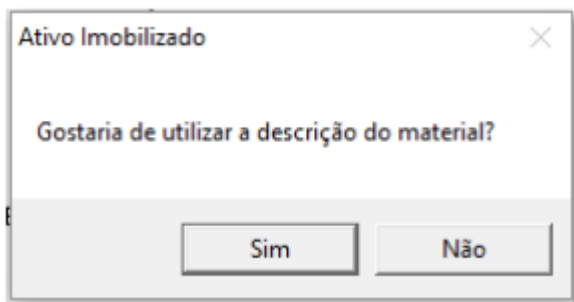 Ativo Imobilizado
Gostaria de utilizar a descrição do material?
Sim
Não